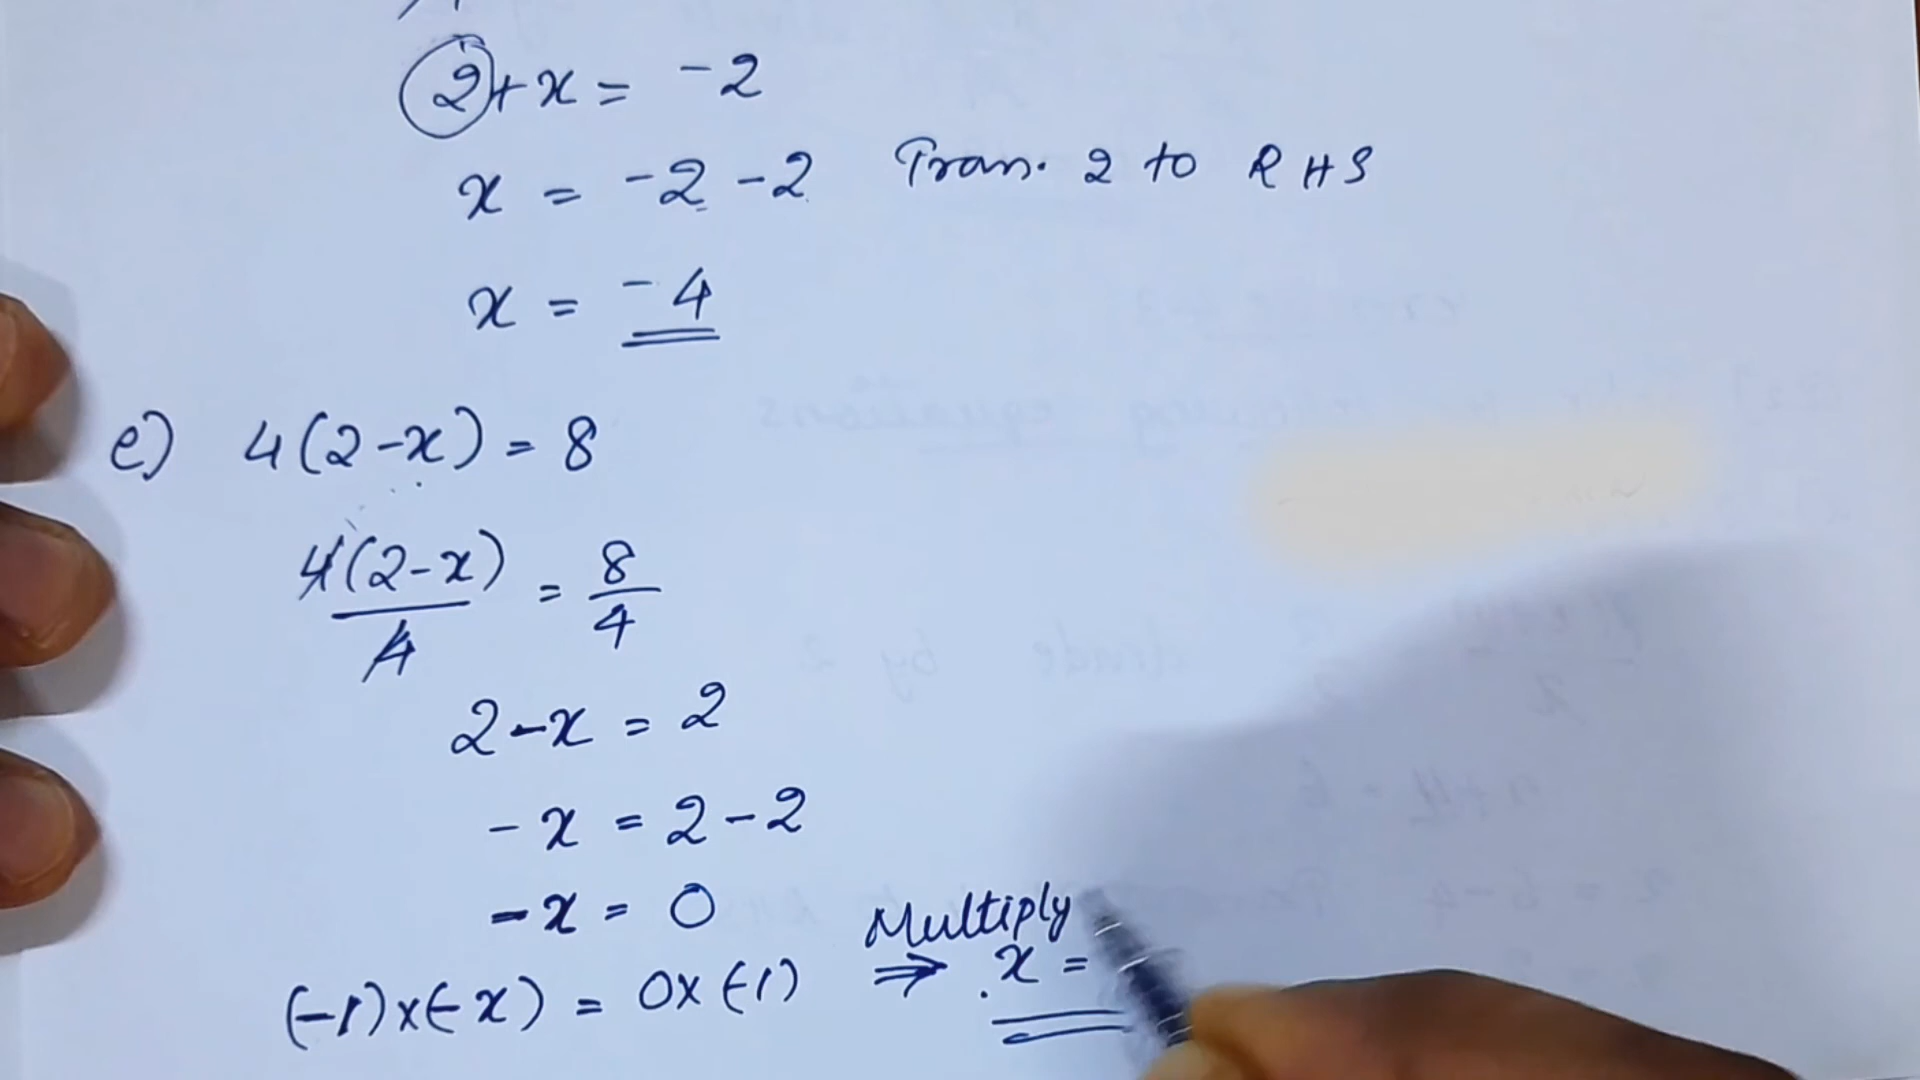 2+x = -2
x = -2 -2 Tran. 2 to RHS
x = -4
e) 4(2-x) = 8
4(2-x)/4 = 8/4
2-x = 2
-x = 2-2
-x = 0
Multiply
(-1)x(-x) = 0x(-1) ⇒ x =